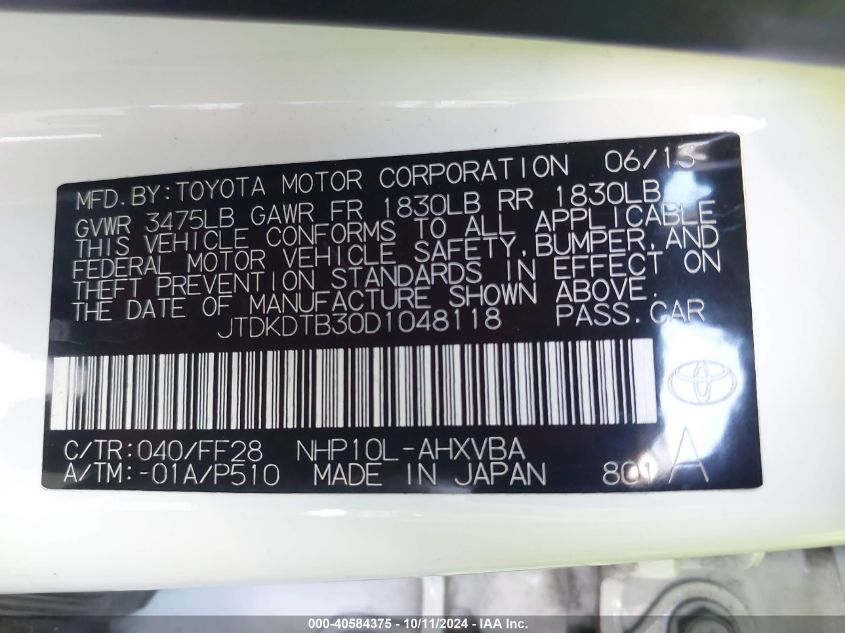 MFD.BY:TOYOTA MOTOR CORPORATION 06/13
GVWR 3475LB GAWR FR 1830LB RR 1830LB
THIS VEHICLE CONFORMS TO ALL APPLICABLE
FEDERAL MOTOR VEHICLE SAFETY,BUMPER,AND
THEFT PREVENTION STANDARDS IN EFFECT ON
THE DATE OF MANUFACTURE SHOWN ABOVE.
JTDKDTB30D1048118 PASS.CAR
C/TR:040/FF28 NHP10L-AHXVBA
A/TM:-01A/P510 MADE IN JAPAN 801 A
000-40584375 - 10/11/2024 - IAA Inc.